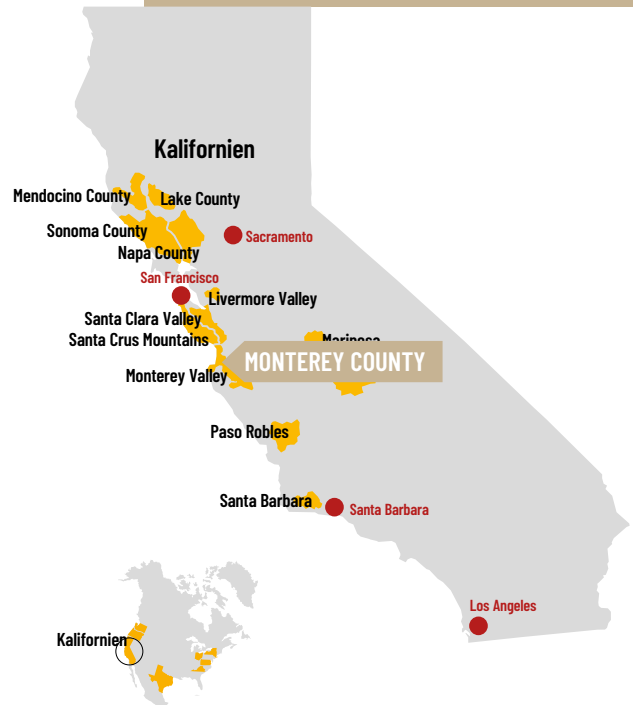 Kalifornien
Mendocino County
Lake County
Sonoma County
Sacramento
Napa County
San Francisco
Livermore Valley
Santa Clara Valley
Santa Crus Mountains
Mariposa
MONTEREY COUNTY
Monterey Valley
Paso Robles
Santa Barbara
Santa Barbara
Los Angeles
Kalifornien